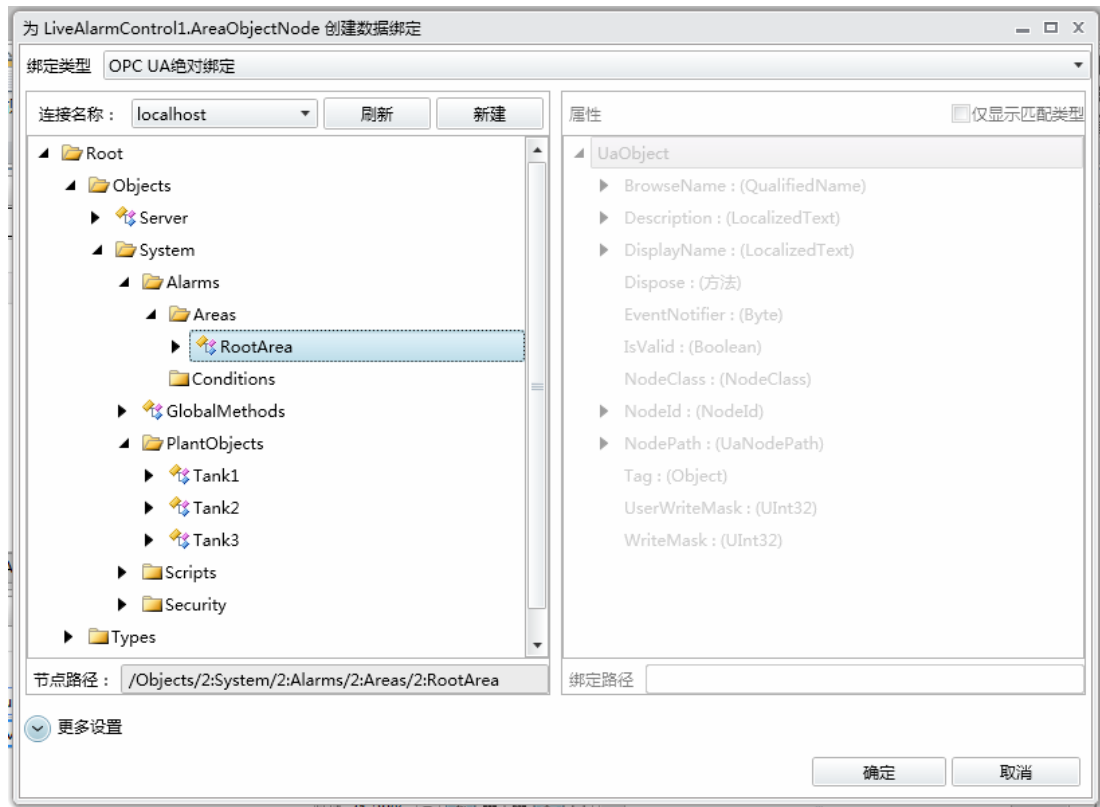 为 LiveAlarmControl1.AreaObjectNode 创建数据绑定
绑定类型 OPC UA绝对绑定
连接名称： localhost 刷新 新建
Root
Objects
Server
System
Alarms
Areas
RootArea
Conditions
GlobalMethods
PlantObjects
Tank1
Tank2
Tank3
Scripts
Security
Types
节点路径： /Objects/2:System/2:Alarms/2:Areas/2:RootArea
属性 仅显示匹配类型
UaObject
BrowseName : (QualifiedName)
Description : (LocalizedText)
DisplayName : (LocalizedText)
Dispose : (方法)
EventNotifier : (Byte)
IsValid : (Boolean)
NodeClass : (NodeClass)
NodeId : (NodeId)
NodePath : (UaNodePath)
Tag : (Object)
UserWriteMask : (UInt32)
WriteMask : (UInt32)
绑定路径
更多设置
确定 取消